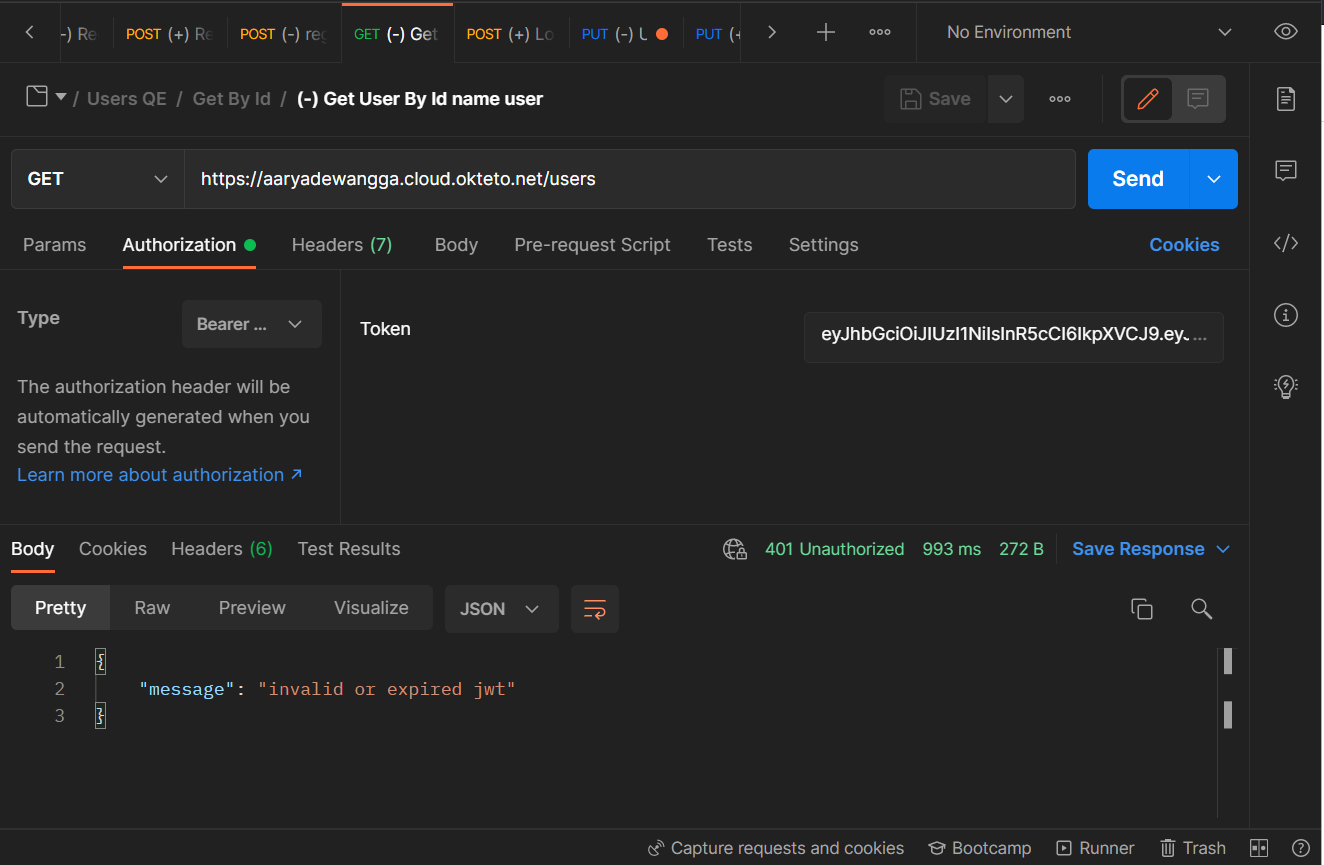 -) Re POST (+) Re POST (-) reg GET (-) Get POST (+) Lo PUT (-) U PUT (+ No Environment
/ Users QE / Get By Id / (-) Get User By Id name user Save
GET https://aaryadewangga.cloud.okteto.net/users Send
Params Authorization Headers (7) Body Pre-request Script Tests Settings Cookies
Type Bearer ... Token eyJhbGciOiJIUzI1NiIsInR5cCI6IkpXVCJ9.eyJ...
The authorization header will be
automatically generated when you
send the request.
Learn more about authorization ↗
Body Cookies Headers (6) Test Results 401 Unauthorized 993 ms 272 B Save Response
Pretty Raw Preview Visualize JSON
1 {
2 "message": "invalid or expired jwt"
3 }
Capture requests and cookies Bootcamp Runner Trash